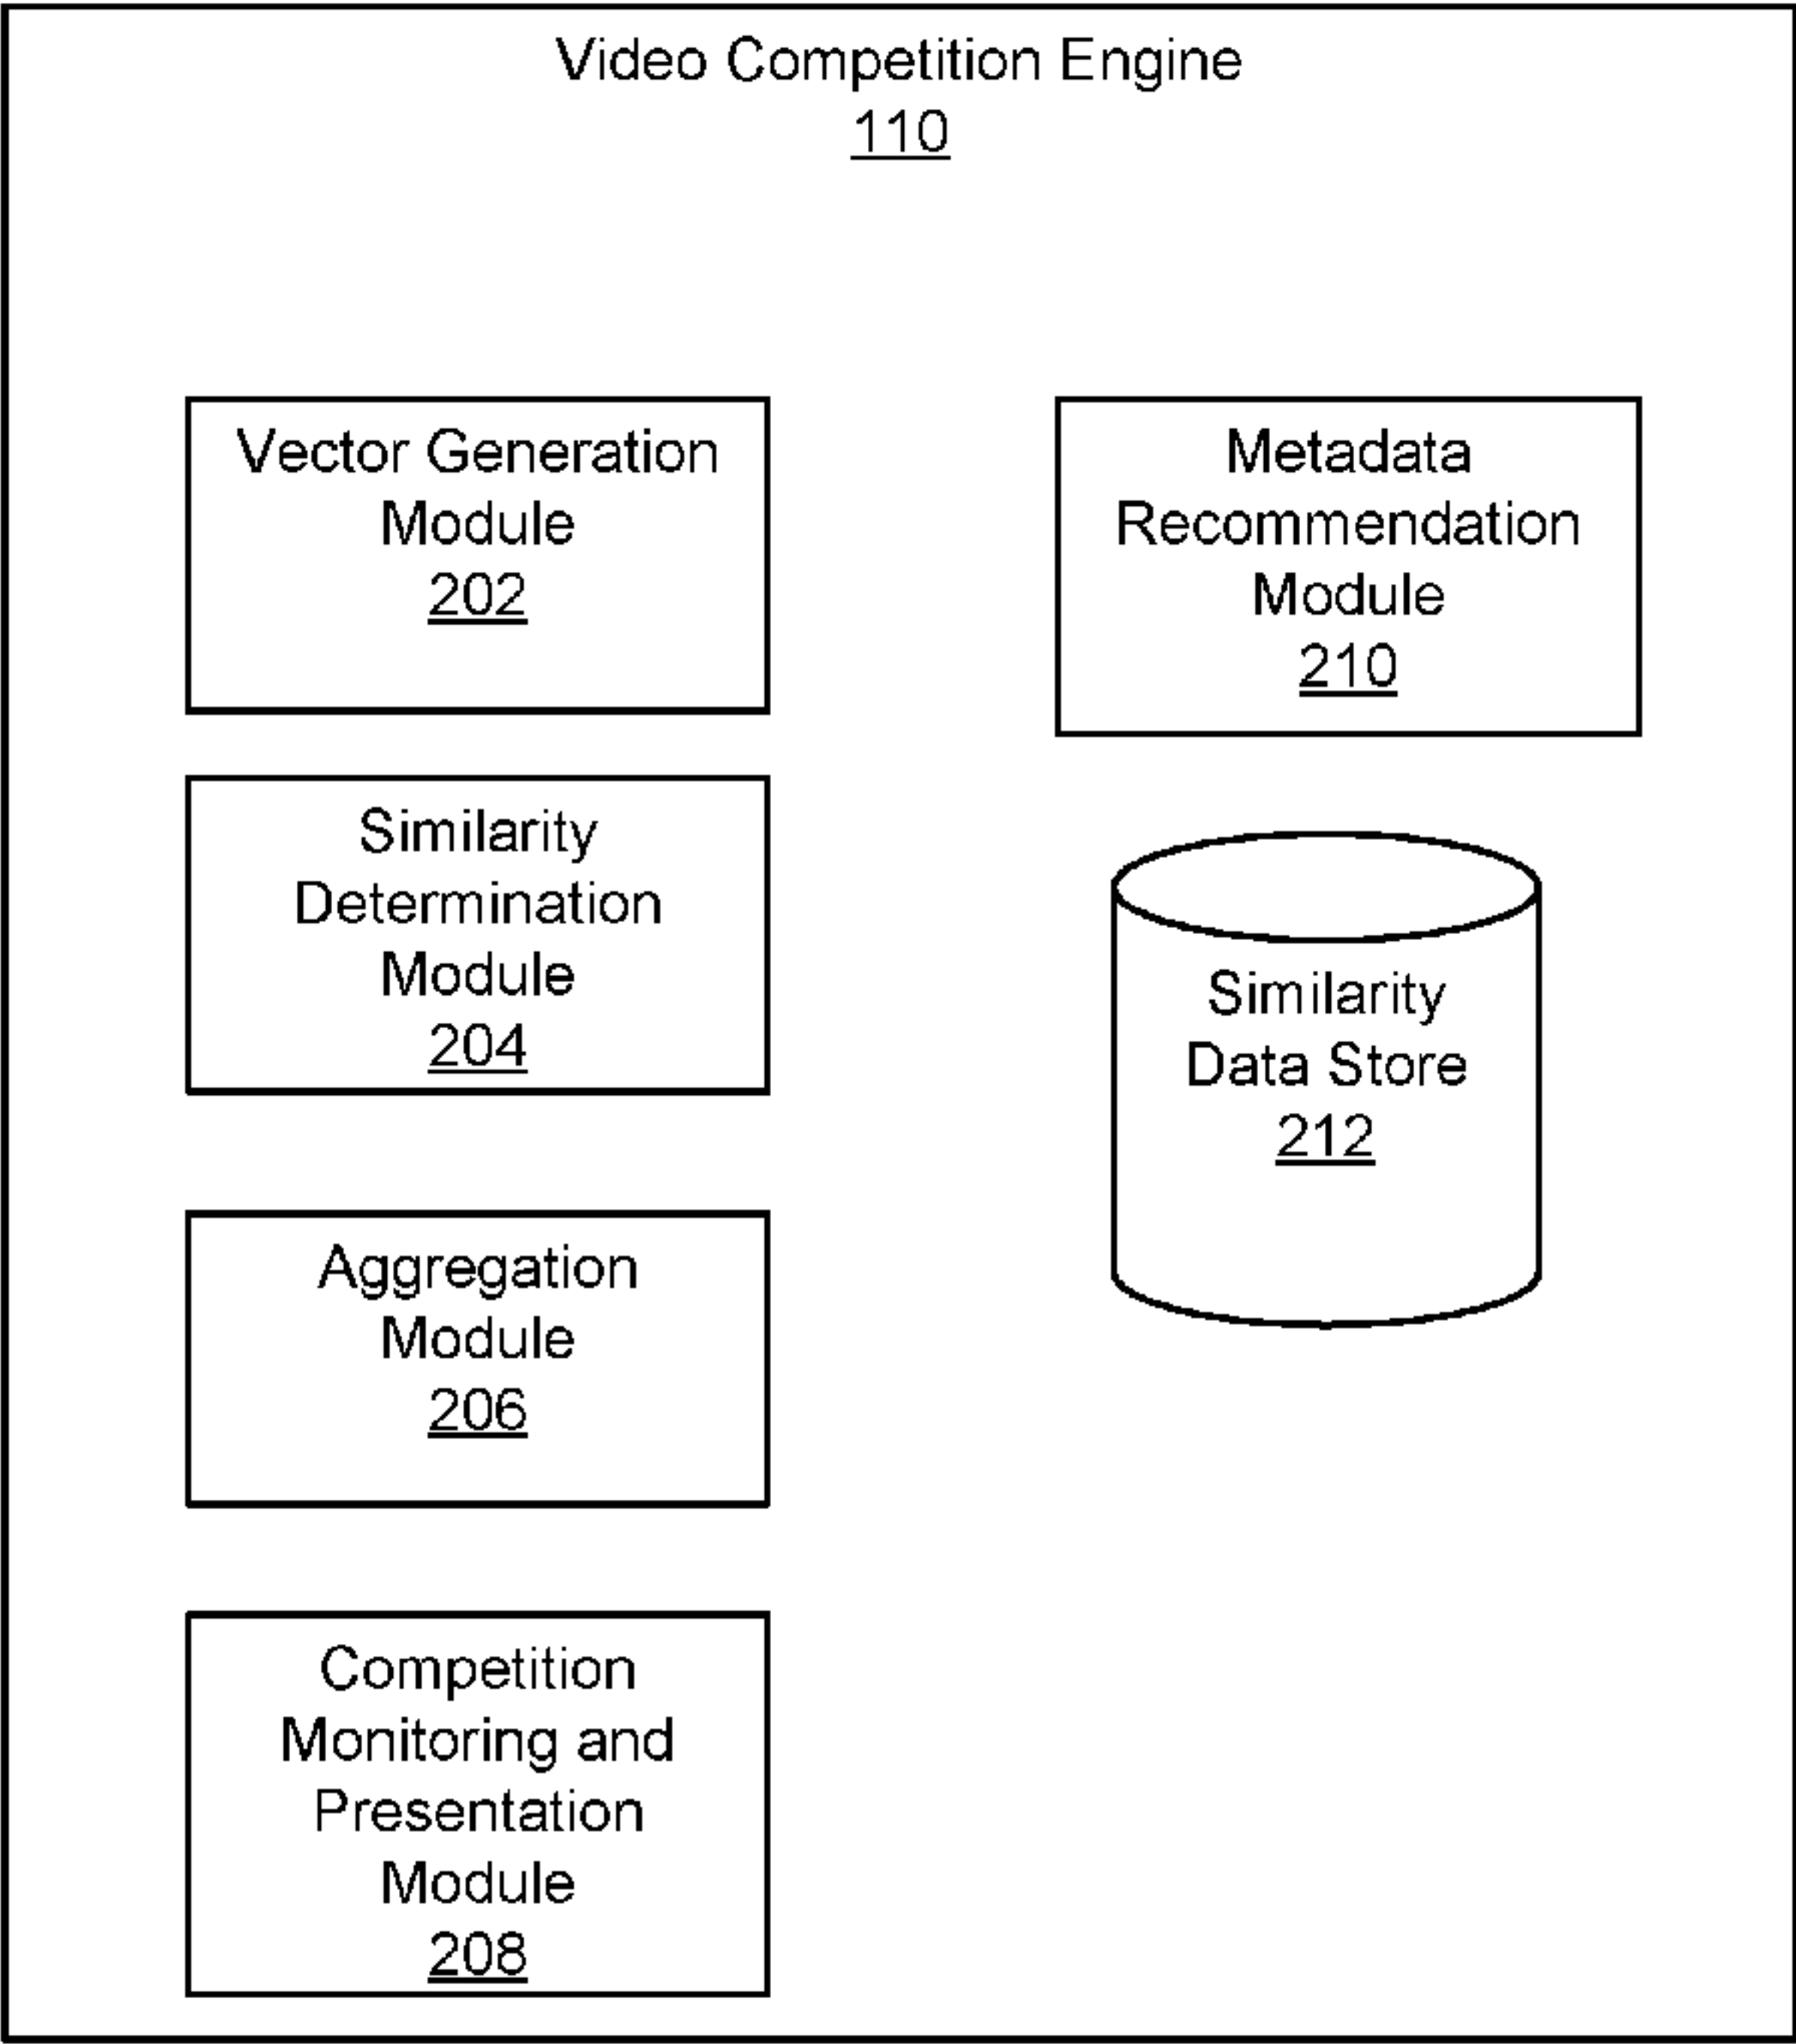 Video Competition Engine
110
Vector Generation
Module
202
Similarity
Determination
Module
204
Aggregation
Module
206
Competition
Monitoring and
Presentation
Module
208
Metadata
Recommendation
Module
210
Similarity
Data Store
212